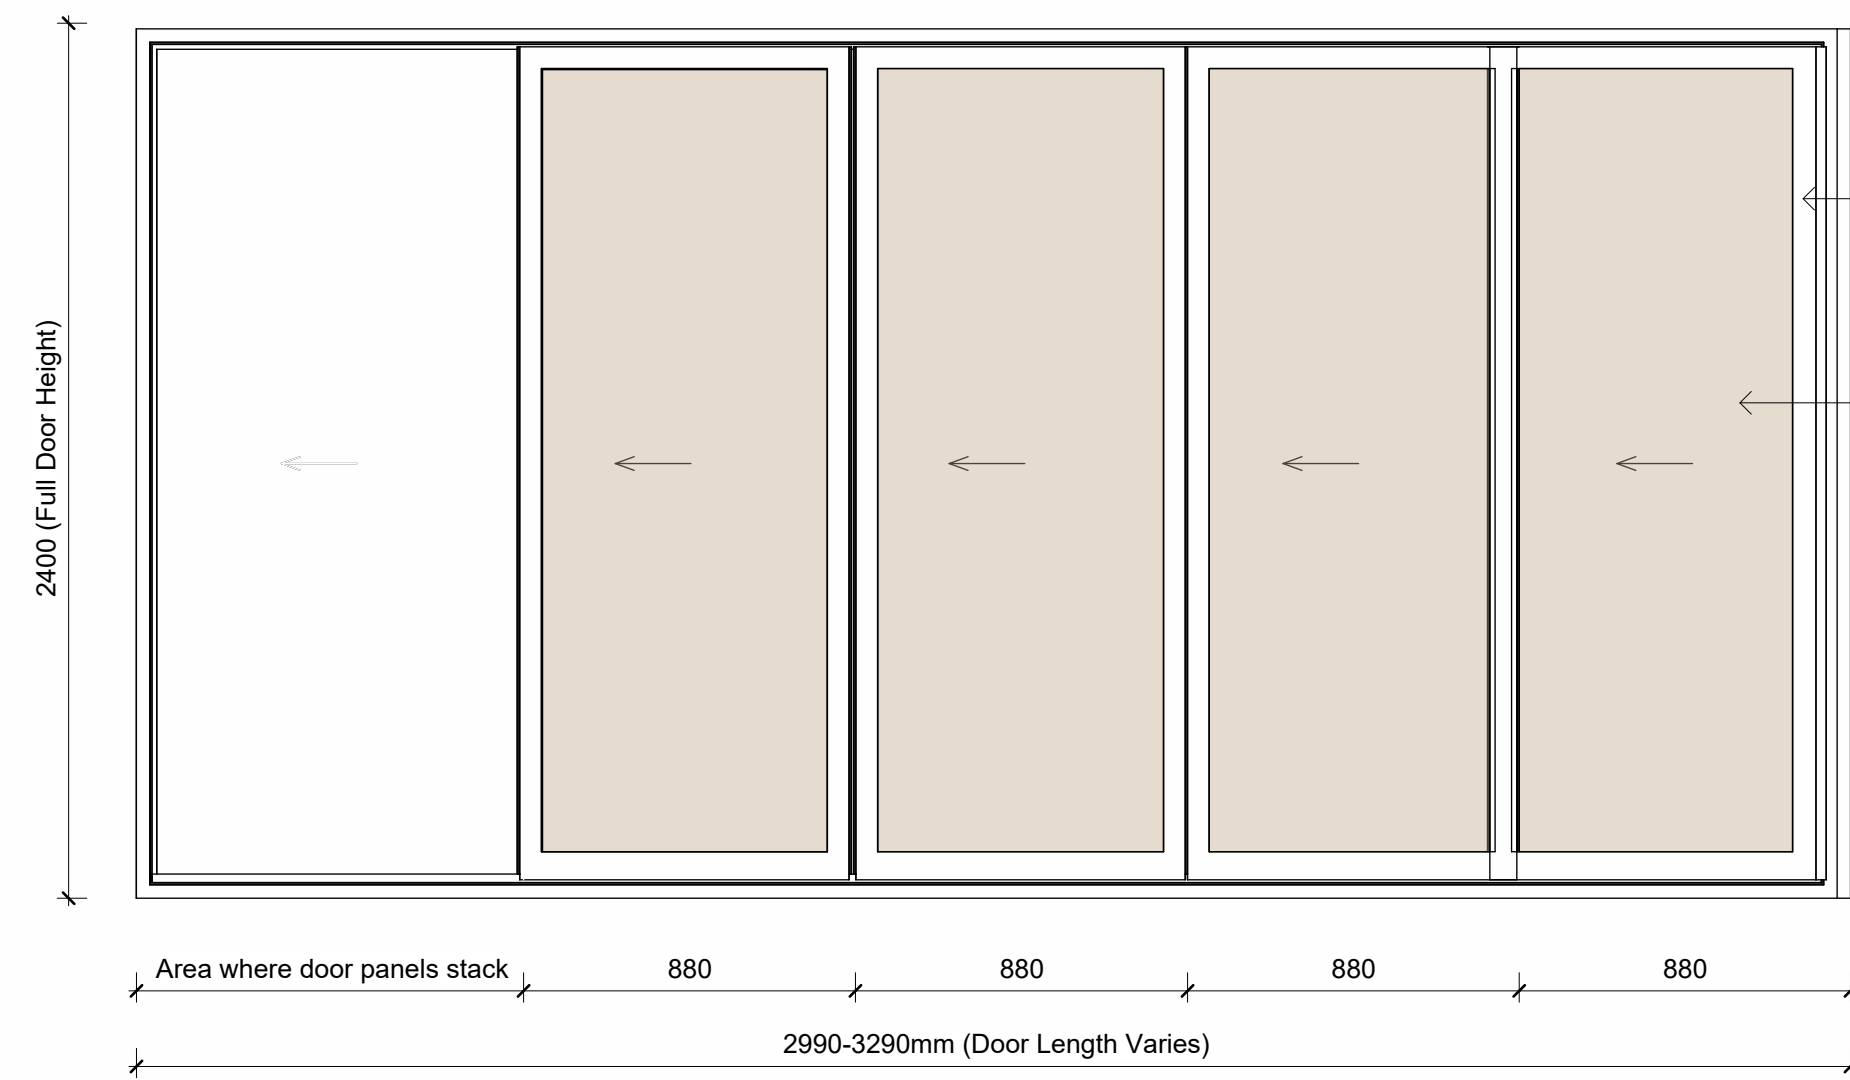 2400 (Full Door Height)
Area where door panels stack
880
880
880
880
2990-3290mm (Door Length Varies)